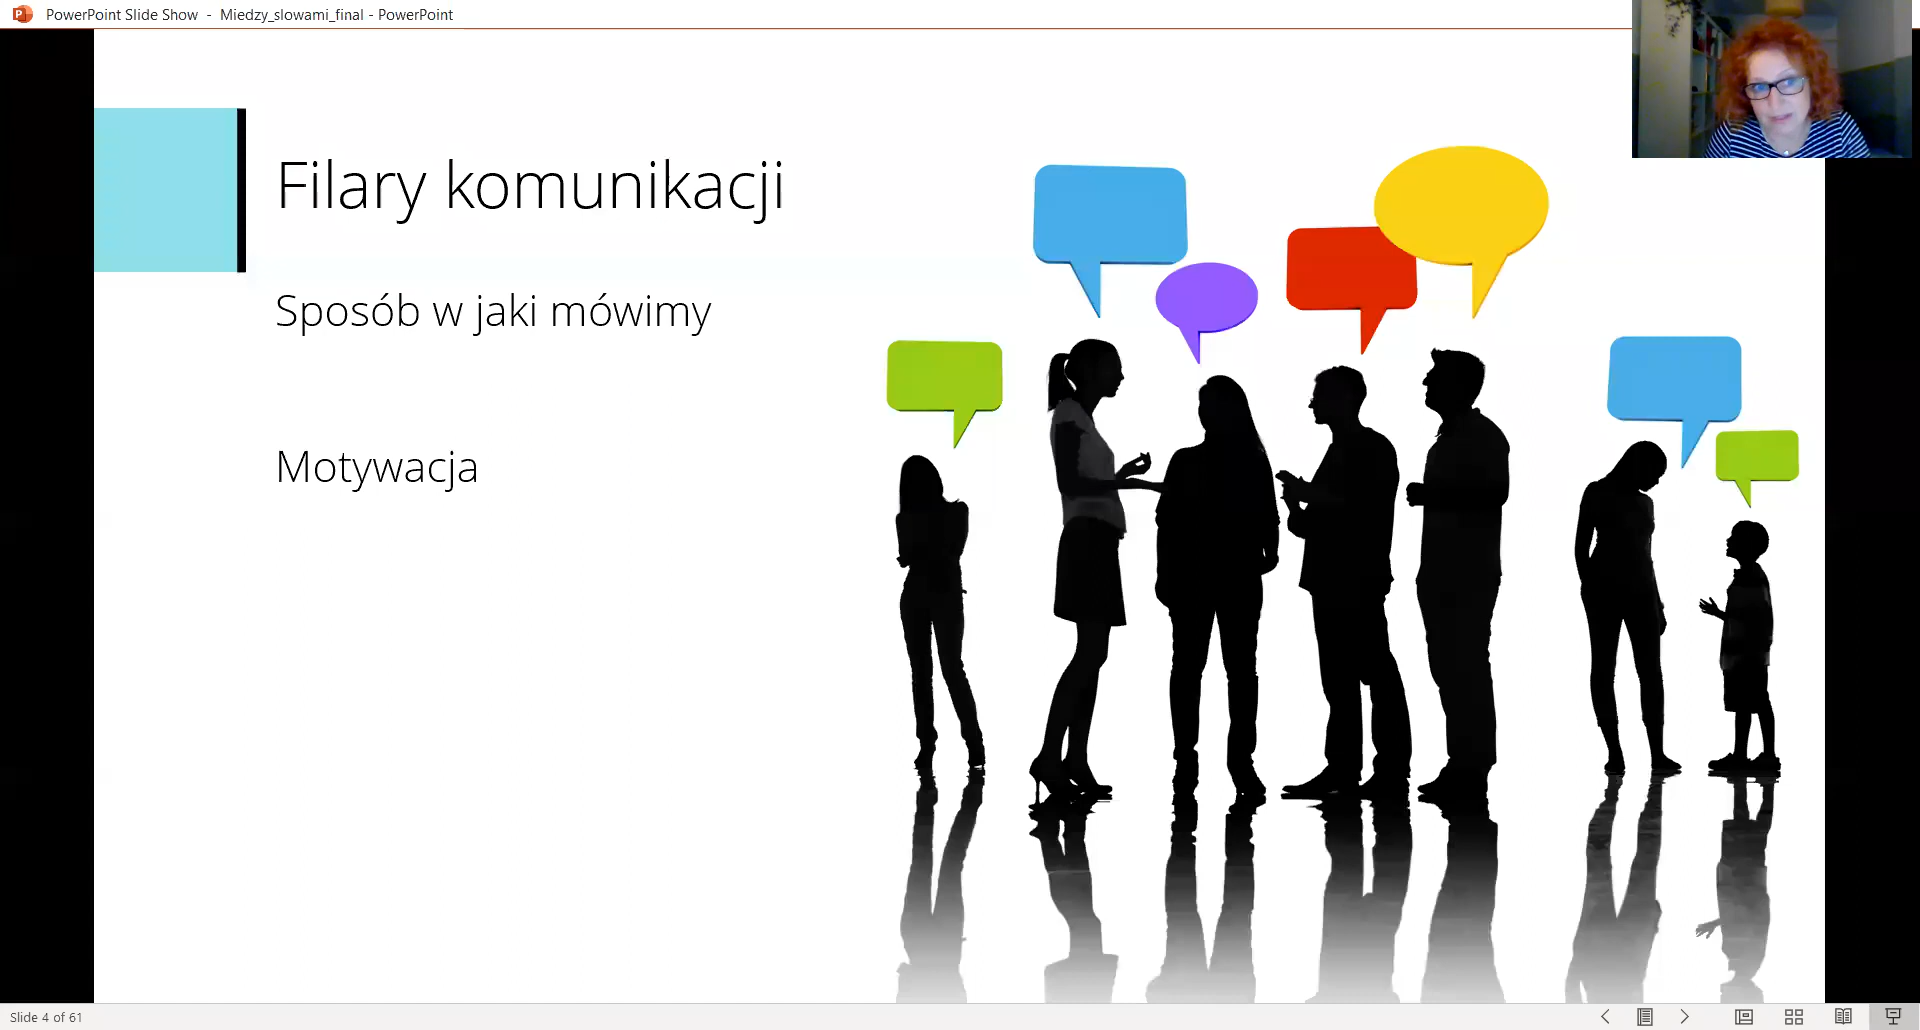 PowerPoint Slide Show - Miedzy_slowami_final - PowerPoint
Filary komunikacji
Sposób w jaki mówimy
Motywacja
Slide 4 of 61